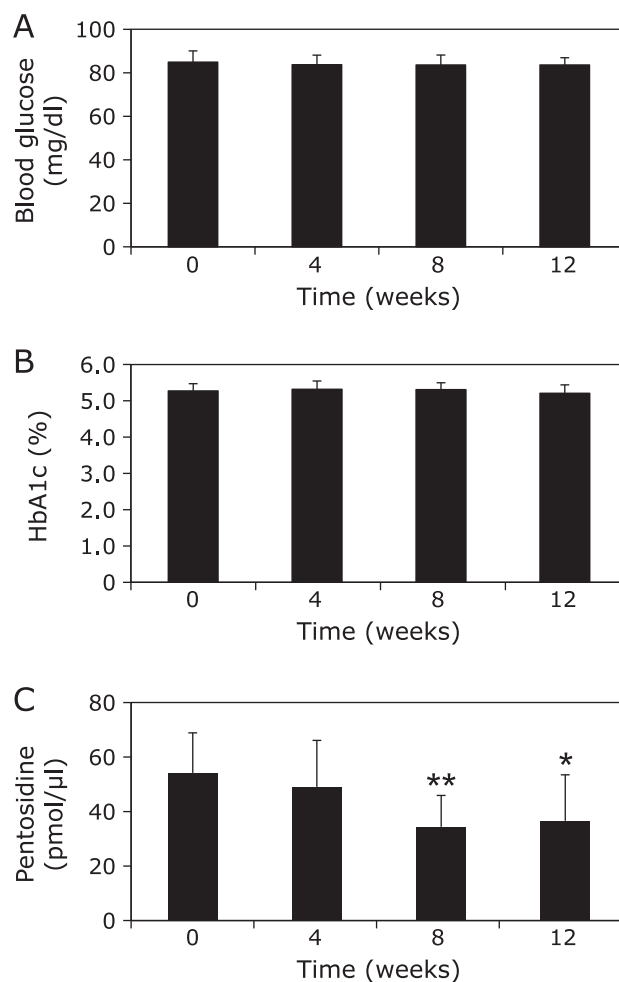 A
Blood glucose
(mg/dl)
100
80
60
40
20
0
0 4 8 12
Time (weeks)
B
HbA1c (%)
6.0
5.0
4.0
3.0
2.0
1.0
0
0 4 8 12
Time (weeks)
C
Pentosidine
(pmol/µl)
80
60
40
20
0
** *
0 4 8 12
Time (weeks)